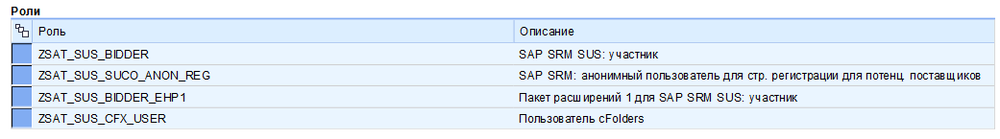 Роли
Роль Описание
ZSAT_SUS_BIDDER SAP SRM SUS: участник
ZSAT_SUS_SUCO_ANON_REG SAP SRM: анонимный пользователь для стр. регистрации для потенц. поставщиков
ZSAT_SUS_BIDDER_EHP1 Пакет расширений 1 для SAP SRM SUS: участник
ZSAT_SUS_CFX_USER Пользователь cFolders